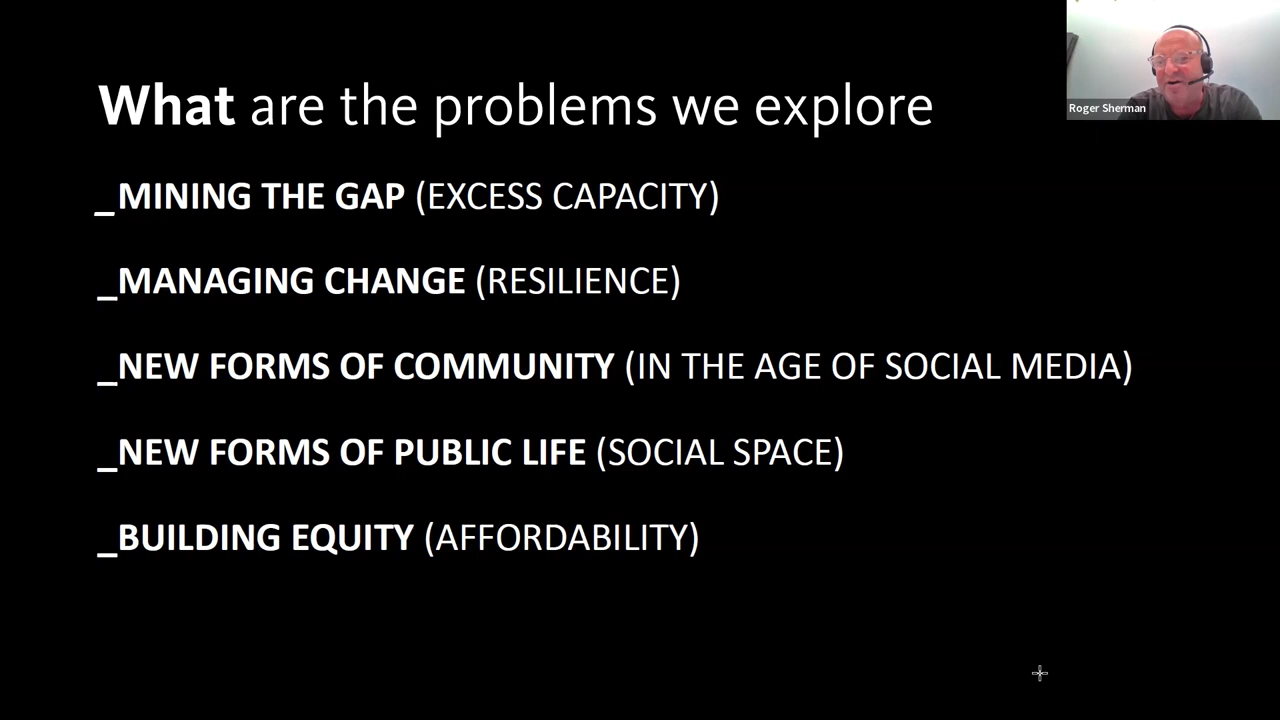 What are the problems we explore
Roger Sherman
_MINING THE GAP (EXCESS CAPACITY)
_MANAGING CHANGE (RESILIENCE)
_NEW FORMS OF COMMUNITY (IN THE AGE OF SOCIAL MEDIA)
_NEW FORMS OF PUBLIC LIFE (SOCIAL SPACE)
_BUILDING EQUITY (AFFORDABILITY)